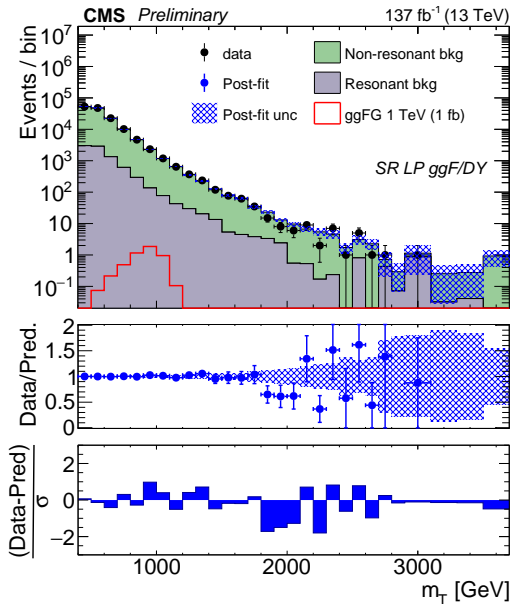 CMS Preliminary 137 fb⁻¹ (13 TeV)
Events / bin
10⁷
10⁶
10⁵
10⁴
10³
10²
10
1
10⁻¹
data
Non-resonant bkg
Post-fit
Resonant bkg
Post-fit unc
ggFG 1 TeV (1 fb)
SR LP ggF/DY
Data/Pred.
2
1.5
1
0.5
0
(Data-Pred)
σ
2
0
−2
1000 2000 3000
m_T [GeV]